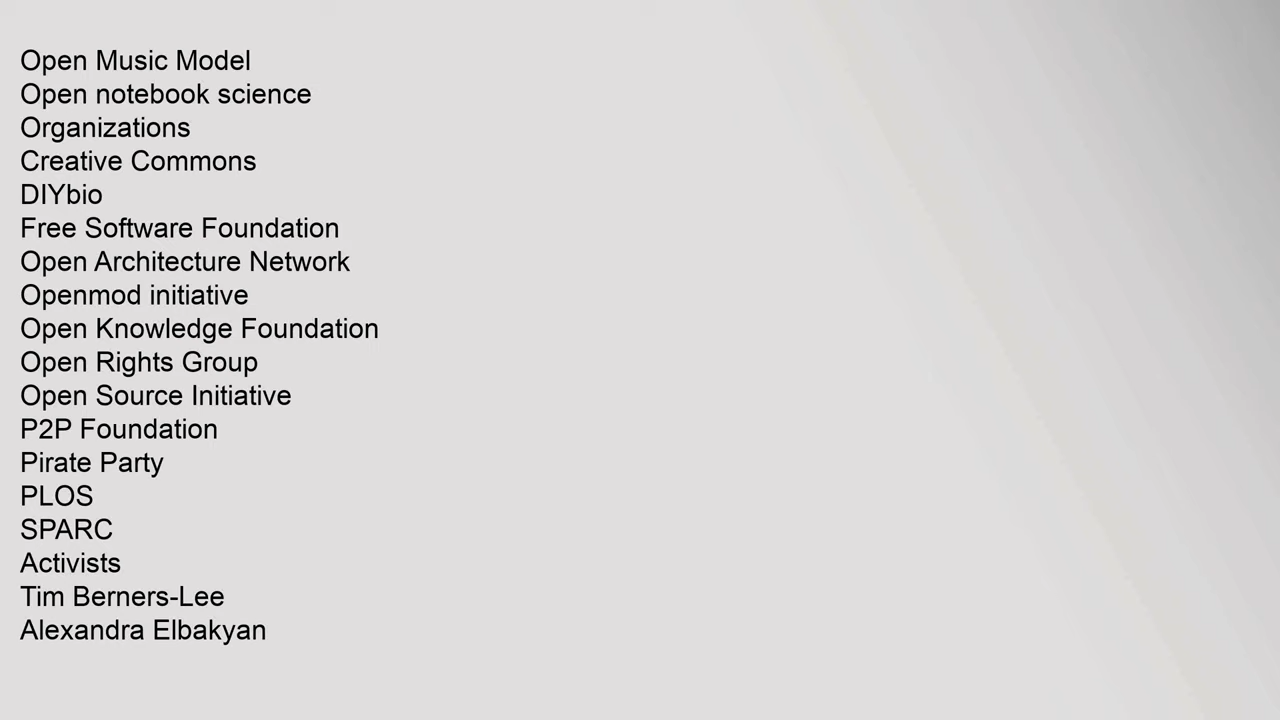 Open Music Model
Open notebook science
Organizations
Creative Commons
DIYbio
Free Software Foundation
Open Architecture Network
Openmod initiative
Open Knowledge Foundation
Open Rights Group
Open Source Initiative
P2P Foundation
Pirate Party
PLOS
SPARC
Activists
Tim Berners-Lee
Alexandra Elbakyan